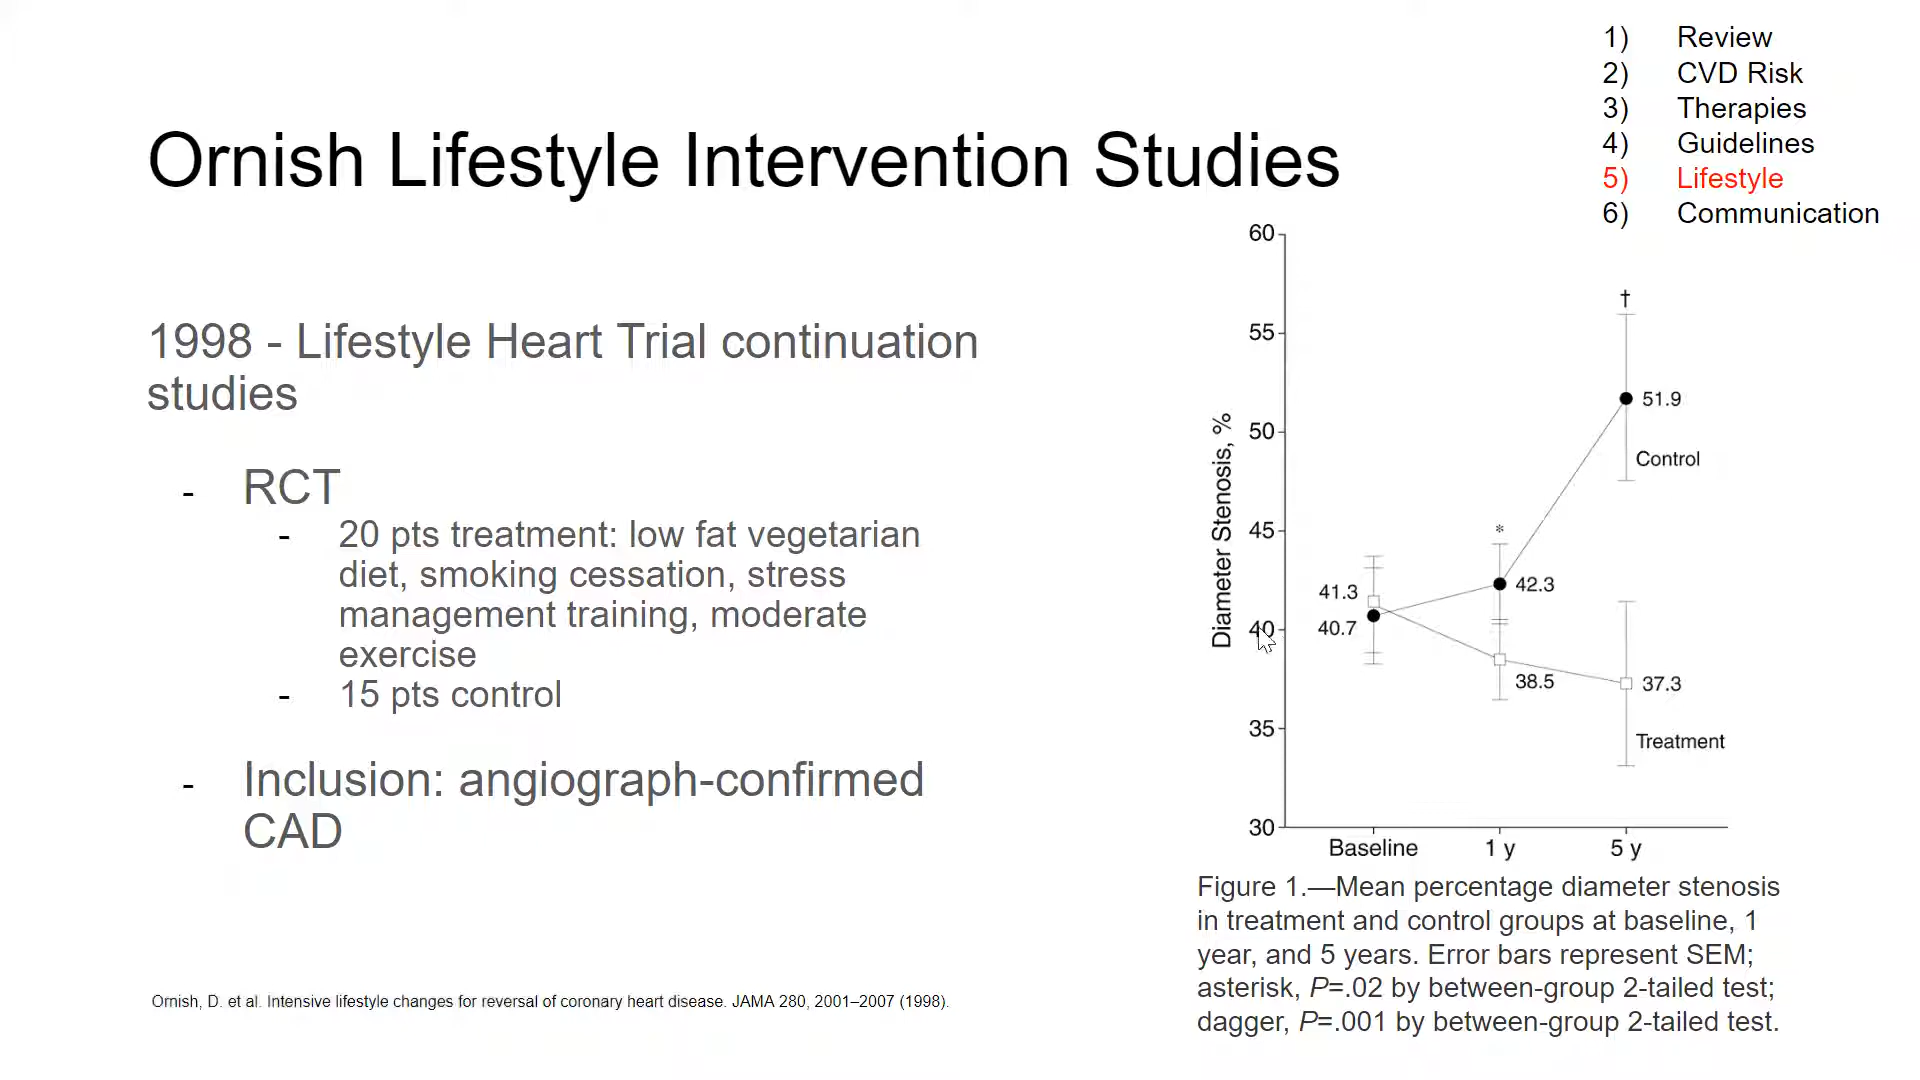 1) Review
2) CVD Risk
3) Therapies
4) Guidelines
5) Lifestyle
6) Communication
Ornish Lifestyle Intervention Studies
1998 - Lifestyle Heart Trial continuation
studies
- RCT
- 20 pts treatment: low fat vegetarian
diet, smoking cessation, stress
management training, moderate
exercise
- 15 pts control
- Inclusion: angiograph-confirmed
CAD
Ornish, D. et al. Intensive lifestyle changes for reversal of coronary heart disease. JAMA 280, 2001–2007 (1998).
Diameter Stenosis, %
60
55
50
45
40
35
30
†
51.9
Control
*
41.3
42.3
40.7
38.5
37.3
Treatment
Baseline 1 y 5 y
Figure 1.—Mean percentage diameter stenosis
in treatment and control groups at baseline, 1
year, and 5 years. Error bars represent SEM;
asterisk, P=.02 by between-group 2-tailed test;
dagger, P=.001 by between-group 2-tailed test.